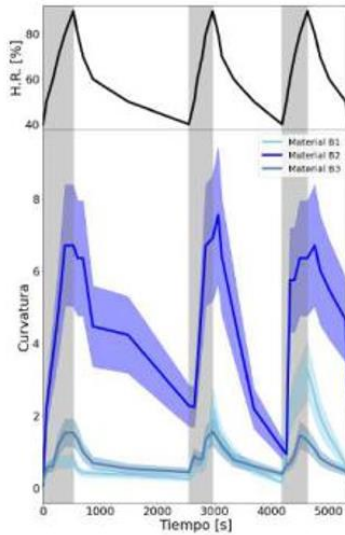 H.R. [%]
80
60
40
Material B1
Material B2
Material B3
Curvatura
8
6
4
2
0
0 1000 2000 3000 4000 5000
Tiempo [s]